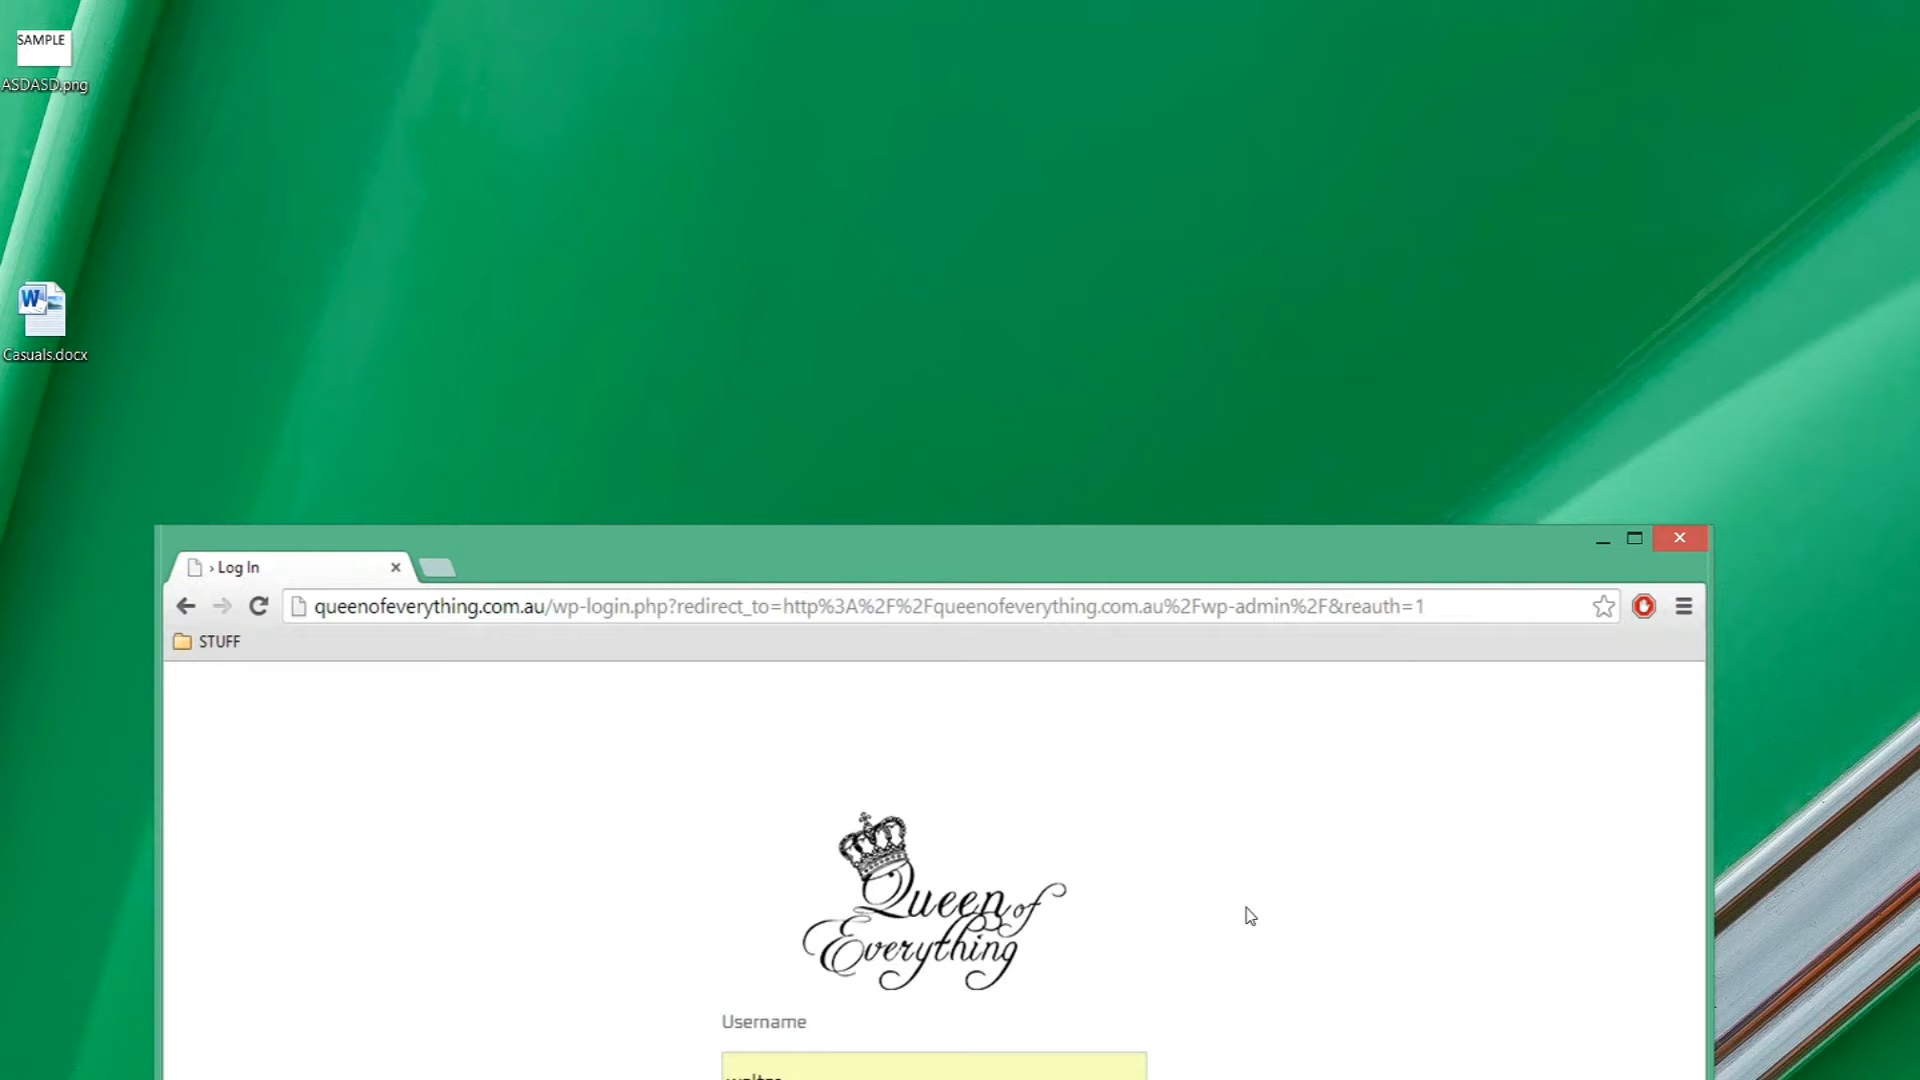 SAMPLE
ASDASD.png
W
Casuals.docx
› Log In
queenofeverything.com.au/wp-login.php?redirect_to=http%3A%2F%2Fqueenofeverything.com.au%2Fwp-admin%2F&reauth=1
STUFF
Queen of
Everything
Username